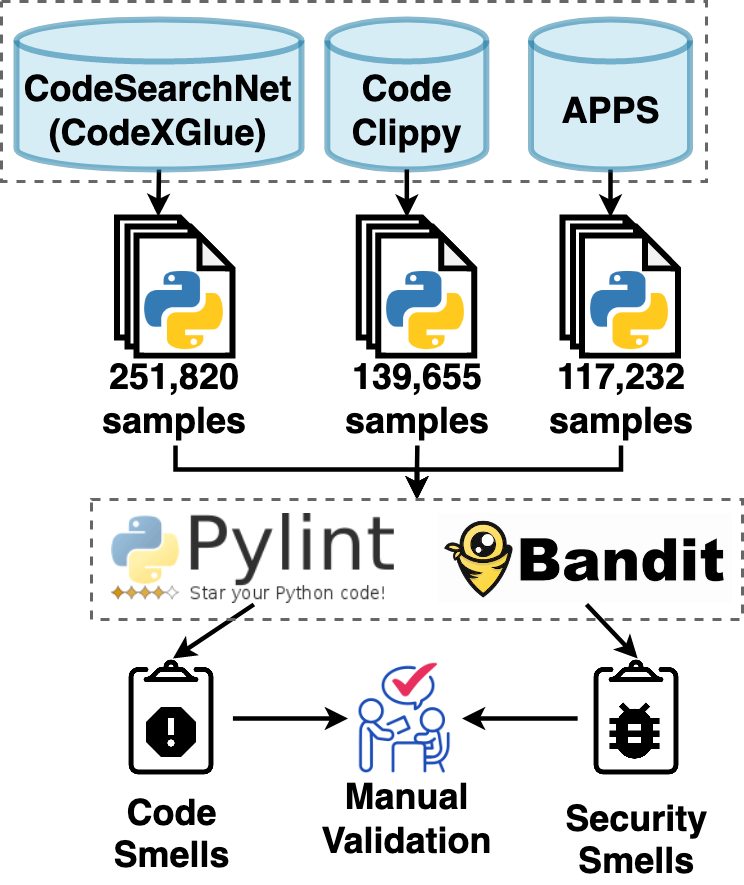 CodeSearchNet
(CodeXGlue)
Code
Clippy
APPS
251,820
samples
139,655
samples
117,232
samples
Pylint
Star your Python code!
Bandit
Code
Smells
Manual
Validation
Security
Smells